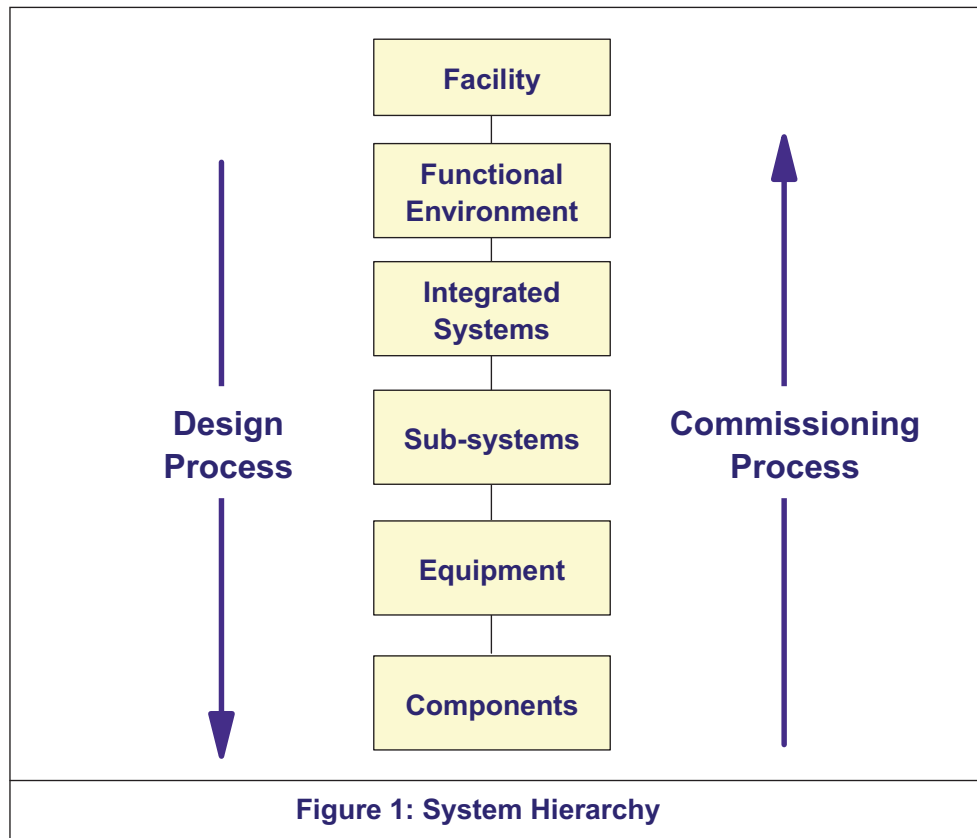 Facility
Functional
Environment
Integrated
Systems
Design
Process
Sub-systems
Commissioning
Process
Equipment
Components
Figure 1: System Hierarchy